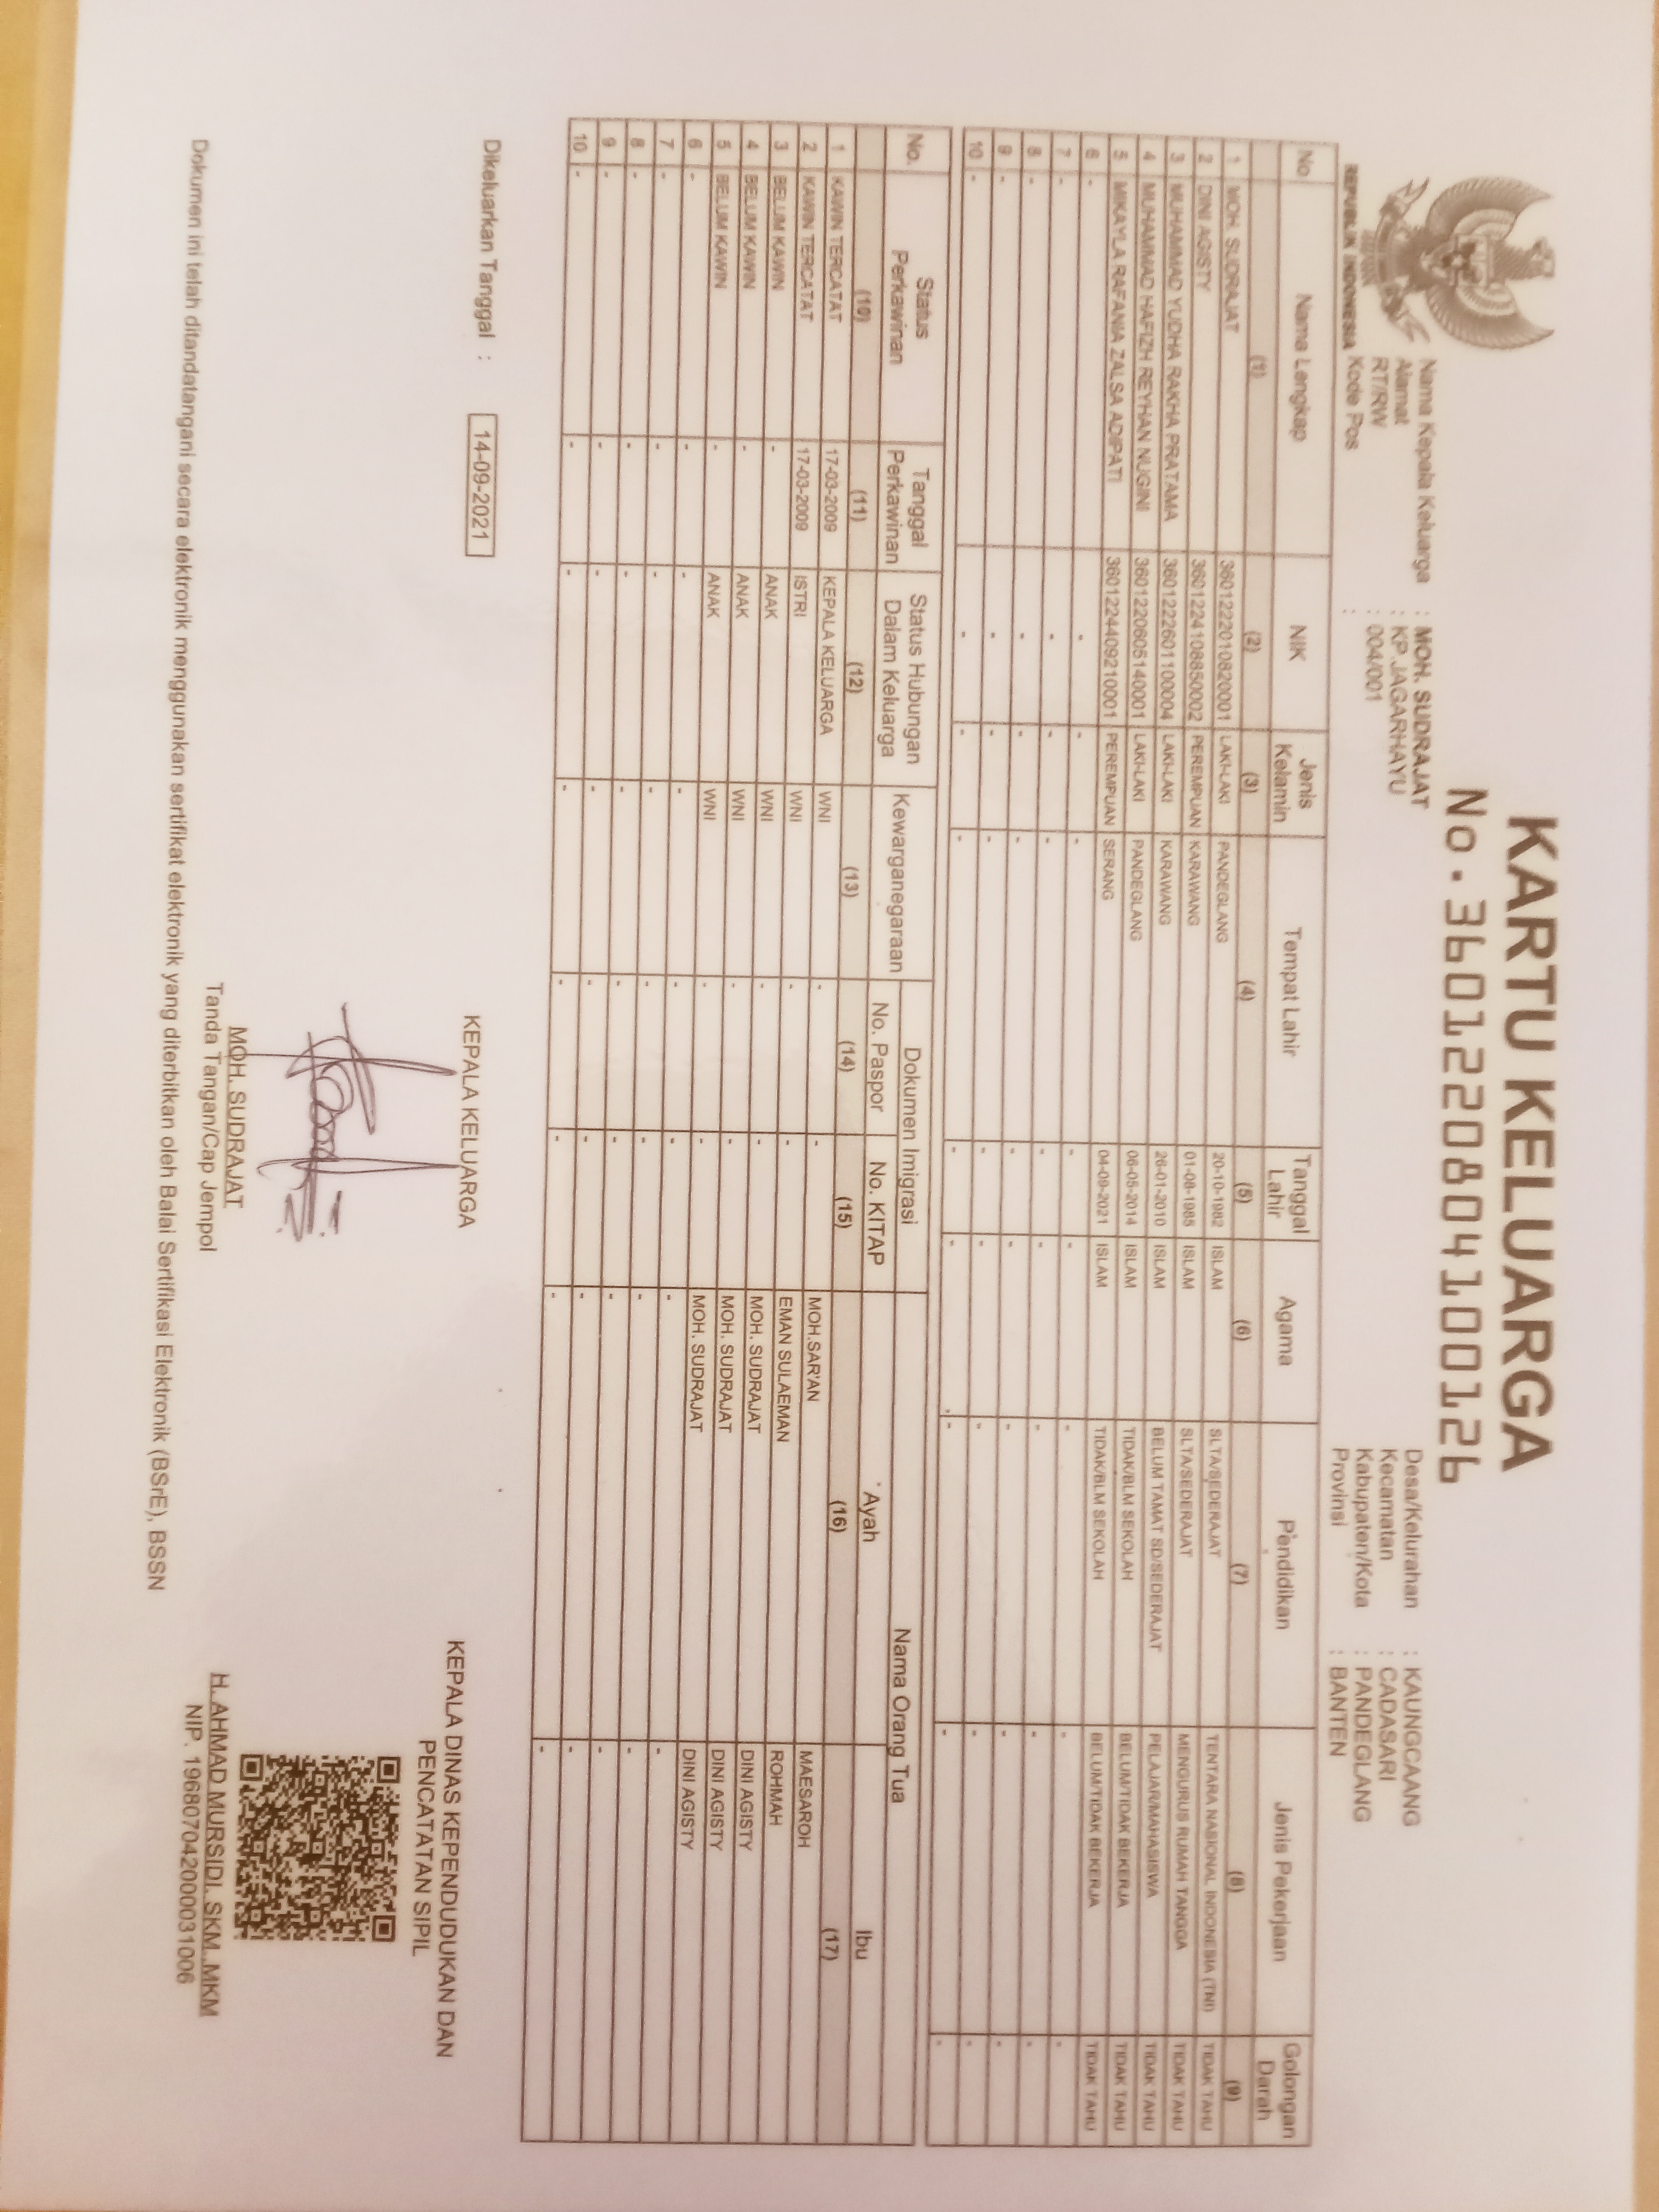 KARTU KELUARGA
No. 3601220804100126
REPUBLIK INDONESIA
Nama Kepala Keluarga : MOH. SUDRAJAT
Alamat : KP.JAGARHAYU
RT/RW : 004/001
Kode Pos :
Desa/Kelurahan : KAUNGCAANG
Kecamatan : CADASARI
Kabupaten/Kota : PANDEGLANG
Provinsi : BANTEN
No Nama Lengkap NIK Jenis Kelamin Tempat Lahir Tanggal Lahir Agama Pendidikan Jenis Pekerjaan Golongan Darah
(1) (2) (3) (4) (5) (6) (7) (8) (9)
1 MOH. SUDRAJAT 3601222010820001 LAKI-LAKI PANDEGLANG 20-10-1982 ISLAM SLTA/SEDERAJAT TENTARA NASIONAL INDONESIA (TNI) TIDAK TAHU
2 DINI AGISTY 3601224108850002 PEREMPUAN KARAWANG 01-08-1985 ISLAM SLTA/SEDERAJAT MENGURUS RUMAH TANGGA TIDAK TAHU
3 MUHAMMAD YUDHA RAKHA PRATAMA 3601222601100004 LAKI-LAKI KARAWANG 26-01-2010 ISLAM BELUM TAMAT SD/SEDERAJAT PELAJAR/MAHASISWA TIDAK TAHU
4 MUHAMMAD HAFIZH REYHAN NUGINI 3601220605140001 LAKI-LAKI PANDEGLANG 06-05-2014 ISLAM TIDAK/BLM SEKOLAH BELUM/TIDAK BEKERJA TIDAK TAHU
5 MIKAYLA RAFANIA ZALSA ADIPATI 3601224409210001 PEREMPUAN SERANG 04-09-2021 ISLAM TIDAK/BLM SEKOLAH BELUM/TIDAK BEKERJA TIDAK TAHU
6 - - - - - - - - -
7 - - - - - - - - -
8 - - - - - - - - -
9 - - - - - - - - -
10 - - - - - - - - -
No. Status Perkawinan Tanggal Perkawinan Status Hubungan Dalam Keluarga Kewarganegaraan Dokumen Imigrasi Nama Orang Tua
No. Paspor No. KITAP Ayah Ibu
(10) (11) (12) (13) (14) (15) (16) (17)
1 KAWIN TERCATAT 17-03-2009 KEPALA KELUARGA WNI - - MOH.SAR'AN MAESAROH
2 KAWIN TERCATAT 17-03-2009 ISTRI WNI - - EMAN SULAEMAN ROHMAH
3 BELUM KAWIN - ANAK WNI - - MOH. SUDRAJAT DINI AGISTY
4 BELUM KAWIN - ANAK WNI - - MOH. SUDRAJAT DINI AGISTY
5 BELUM KAWIN - ANAK WNI - - MOH. SUDRAJAT DINI AGISTY
6 - - - - - - - -
7 - - - - - - - -
8 - - - - - - - -
9 - - - - - - - -
10 - - - - - - - -
Dikeluarkan Tanggal : 14-09-2021
KEPALA KELUARGA
MOH. SUDRAJAT
Tanda Tangan/Cap Jempol
KEPALA DINAS KEPENDUDUKAN DAN
PENCATATAN SIPIL
H. AHMAD MURSIDI, SKM.,MKM
NIP. 196807042000031006
Dokumen ini telah ditandatangani secara elektronik menggunakan sertifikat elektronik yang diterbitkan oleh Balai Sertifikasi Elektronik (BSrE), BSSN